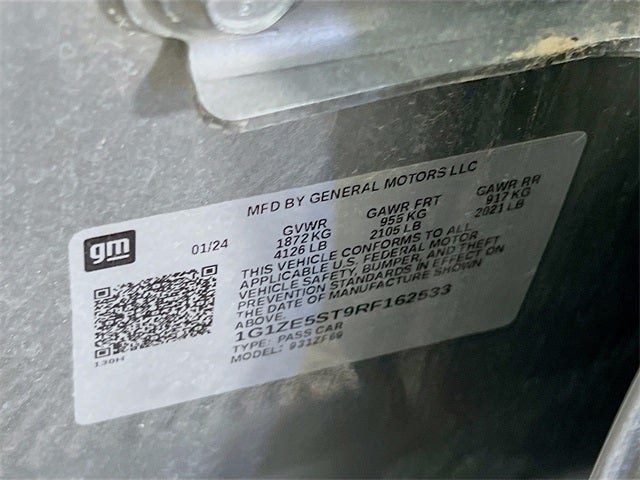 MFD BY GENERAL MOTORS LLC
gm
01/24
GVWR GAWR FRT GAWR RR
1872 KG 955 KG 917 KG
4126 LB 2105 LB 2021 LB
THIS VEHICLE CONFORMS TO ALL
APPLICABLE U.S. FEDERAL MOTOR
VEHICLE SAFETY, BUMPER, AND THEFT
PREVENTION STANDARDS IN EFFECT ON
THE DATE OF MANUFACTURE SHOWN
ABOVE.
1G1ZE5ST9RF162533
TYPE: PASS CAR
MODEL: 931ZF69
130H